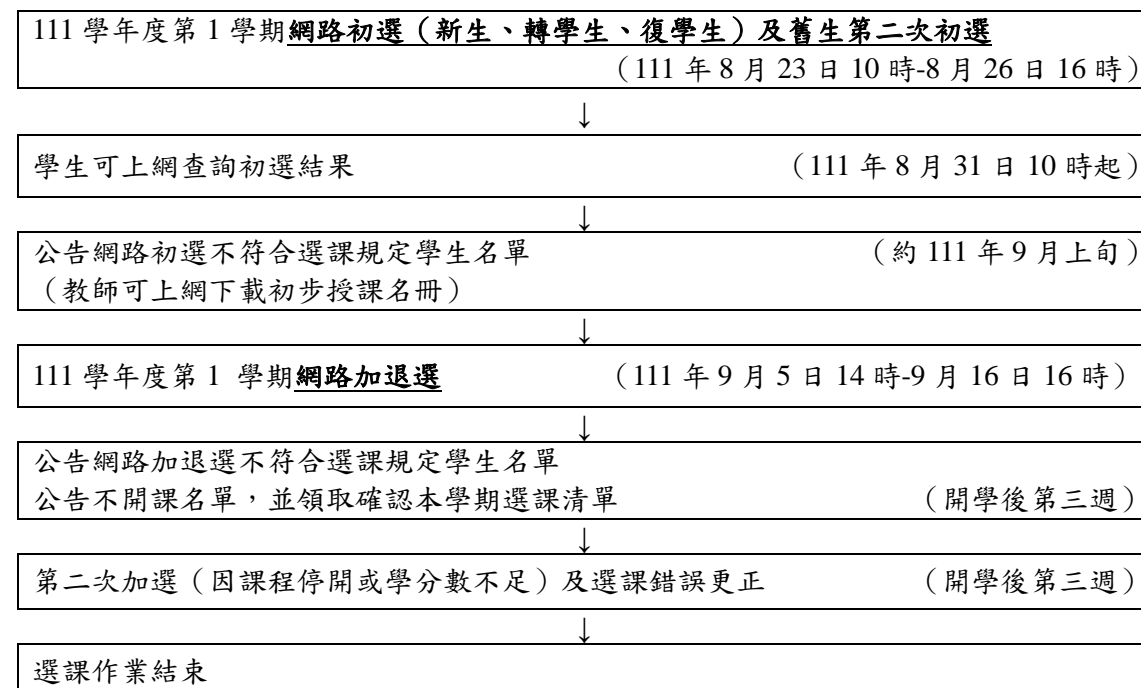 111 學年度第 1 學期網路初選（新生、轉學生、復學生）及舊生第二次初選
（111 年 8 月 23 日 10 時-8 月 26 日 16 時）
↓
學生可上網查詢初選結果 （111 年 8 月 31 日 10 時起）
↓
公告網路初選不符合選課規定學生名單 （約 111 年 9 月上旬）
（教師可上網下載初步授課名冊）
↓
111 學年度第 1 學期網路加退選 （111 年 9 月 5 日 14 時-9 月 16 日 16 時）
↓
公告網路加退選不符合選課規定學生名單
公告不開課名單，並領取確認本學期選課清單 （開學後第三週）
↓
第二次加選（因課程停開或學分數不足）及選課錯誤更正 （開學後第三週）
↓
選課作業結束